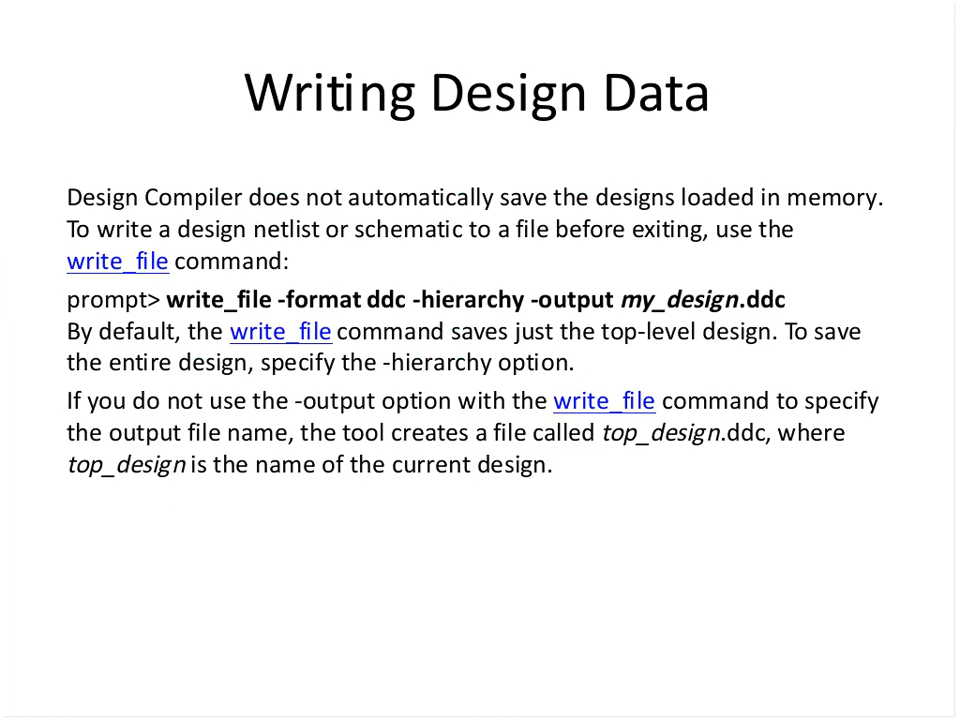 Writing Design Data
Design Compiler does not automatically save the designs loaded in memory.
To write a design netlist or schematic to a file before exiting, use the
write_file command:
prompt> write_file -format ddc -hierarchy -output my_design.ddc
By default, the write_file command saves just the top-level design. To save
the entire design, specify the -hierarchy option.
If you do not use the -output option with the write_file command to specify
the output file name, the tool creates a file called top_design.ddc, where
top_design is the name of the current design.